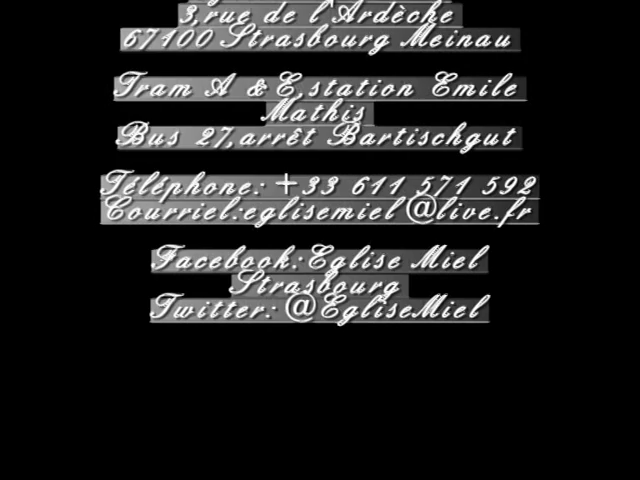 3,rue de l'Ardèche
67100 Strasbourg Meinau
Tram A & E,station Emile
Mathis
Bus 27,arrêt Bartischgut
Téléphone: +33 611 571 592
Courriel:eglisemiel@live.fr
Facebook:Eglise Miel
Strasbourg
Twitter: @EgliseMiel